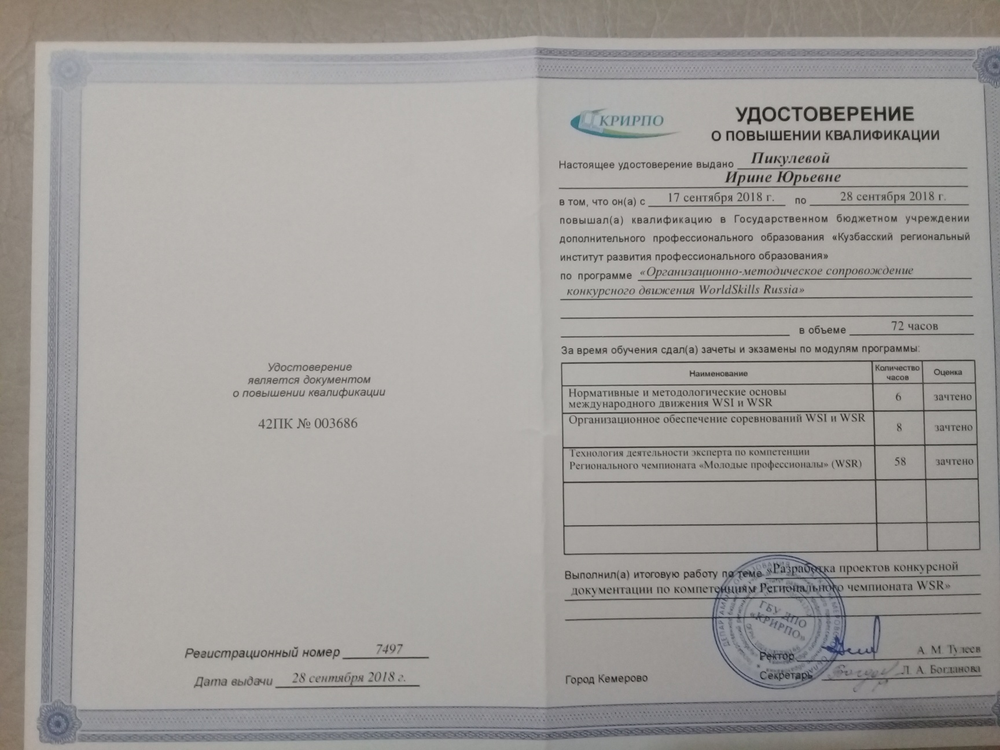 Удостоверение
является документом
о повышении квалификации
42ПК № 003686
Регистрационный номер 7497
Дата выдачи 28 сентября 2018 г.
КРИРПО
УДОСТОВЕРЕНИЕ
О ПОВЫШЕНИИ КВАЛИФИКАЦИИ
Настоящее удостоверение выдано Пикулевой
Ирине Юрьевне
в том, что он(а) с 17 сентября 2018 г. по 28 сентября 2018 г.
повышал(а) квалификацию в Государственном бюджетном учреждении
дополнительного профессионального образования «Кузбасский региональный
институт развития профессионального образования»
по программе «Организационно-методическое сопровождение
конкурсного движения WorldSkills Russia»
в объеме 72 часов
За время обучения сдал(а) зачеты и экзамены по модулям программы:
Наименование Количество часов Оценка
Нормативные и методологические основы
международного движения WSI и WSR 6 зачтено
Организационное обеспечение соревнований WSI и WSR 8 зачтено
Технология деятельности эксперта по компетенции
Регионального чемпионата «Молодые профессионалы» (WSR) 58 зачтено
Выполнил(а) итоговую работу по теме «Разработка проектов конкурсной
документации по компетенциям Регионального чемпионата WSR»
ГБУ ДПО
«КРИРПО»
Ректор А. М. Тулеев
Город Кемерово
Секретарь Л. А. Богданова